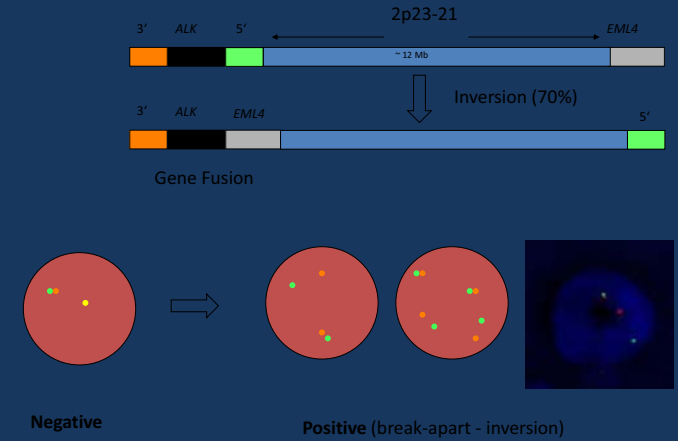 2p23-21
3' ALK 5' EML4
~ 12 Mb
Inversion (70%)
3' ALK EML4 5'
Gene Fusion
Negative
Positive (break-apart - inversion)